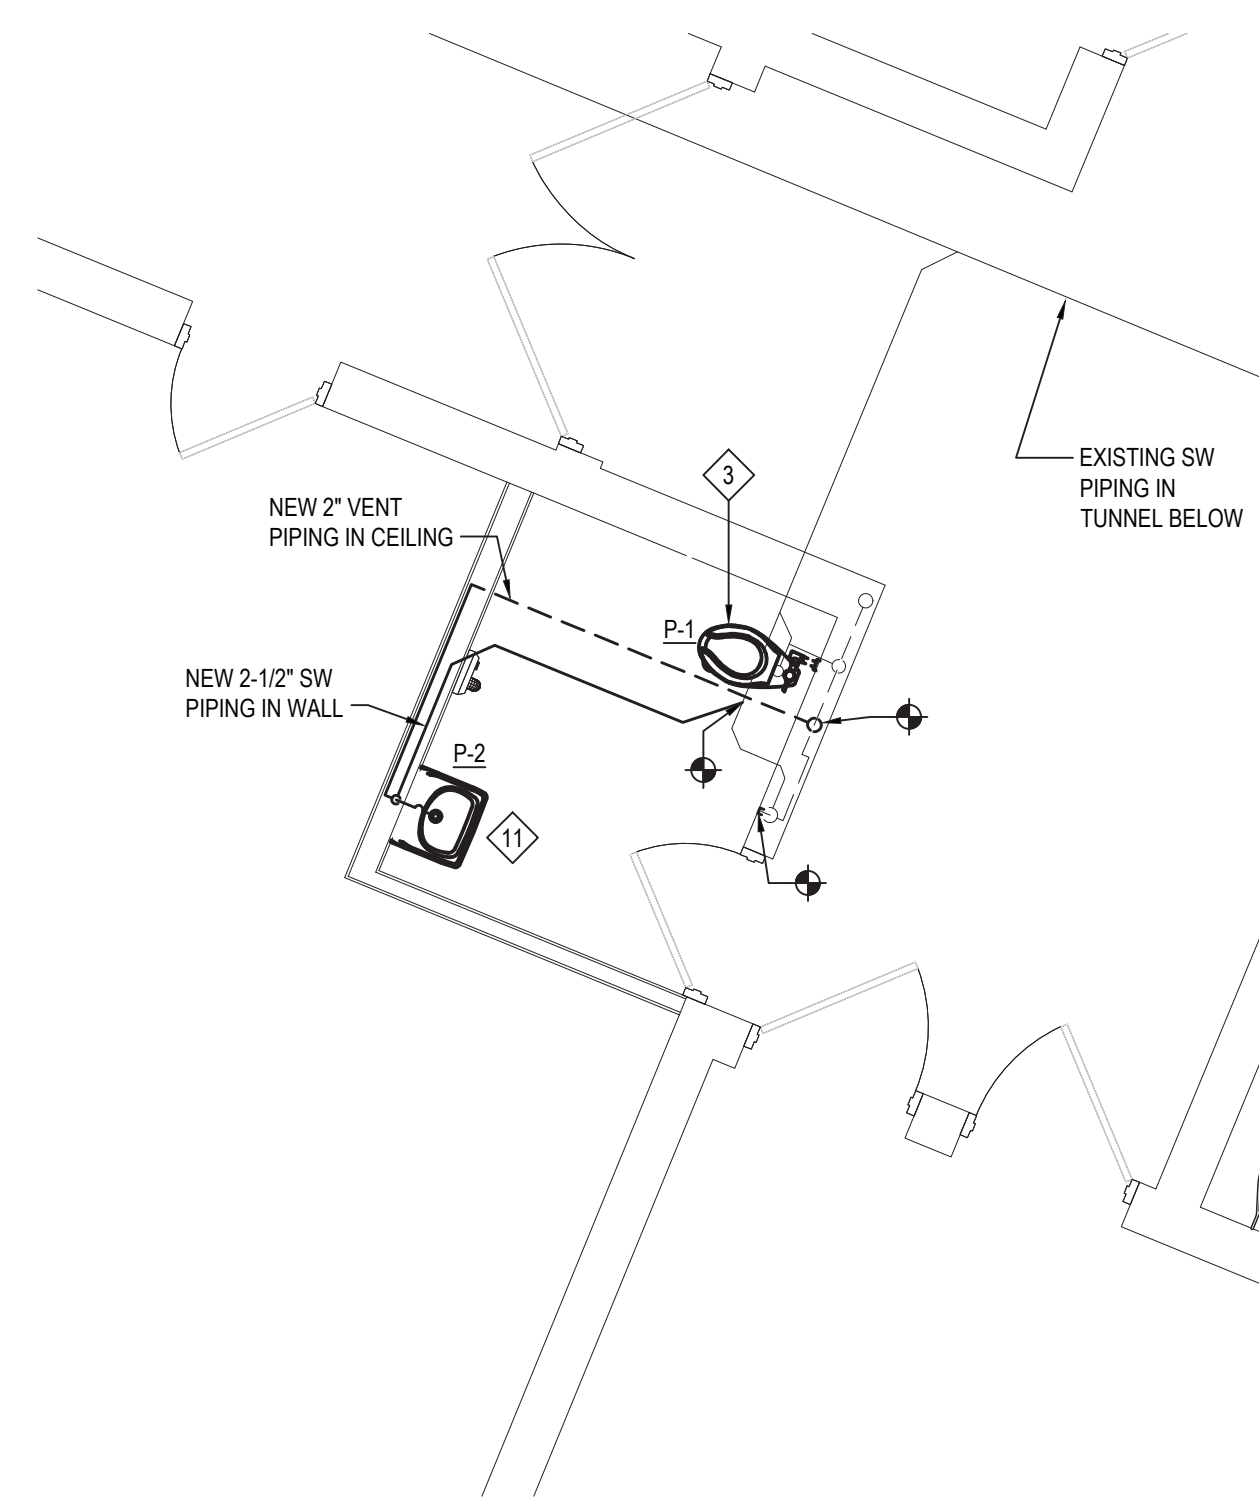 EXISTING SW
PIPING IN
TUNNEL BELOW
3
NEW 2" VENT
PIPING IN CEILING
P-1
NEW 2-1/2" SW
PIPING IN WALL
P-2
11